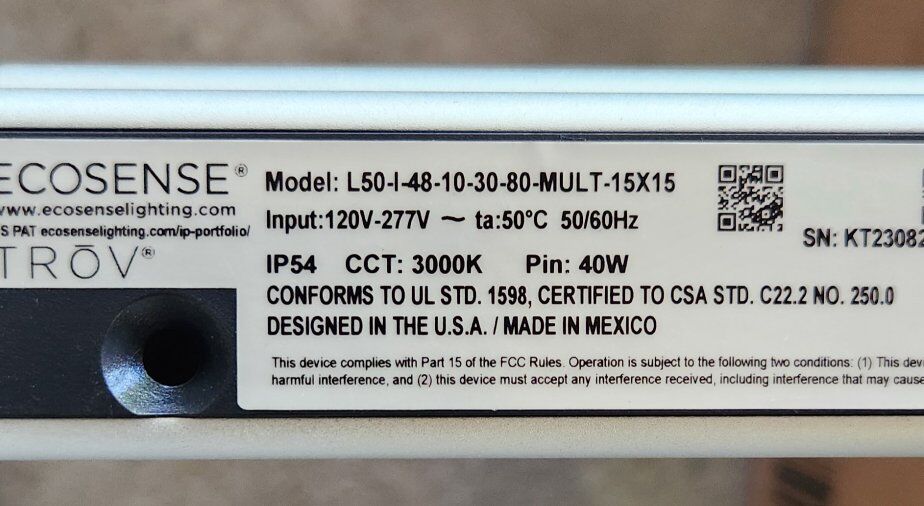 ECOSENSE®
www.ecosenselighting.com
S PAT ecosenselighting.com/ip-portfolio/
TRŌV®
Model: L50-I-48-10-30-80-MULT-15X15
Input:120V-277V ~ ta:50°C 50/60Hz
IP54 CCT: 3000K Pin: 40W
CONFORMS TO UL STD. 1598, CERTIFIED TO CSA STD. C22.2 NO. 250.0
DESIGNED IN THE U.S.A. / MADE IN MEXICO
This device complies with Part 15 of the FCC Rules. Operation is subject to the following two conditions: (1) This devi
harmful interference, and (2) this device must accept any interference received, including interference that may cause
SN: KT23082